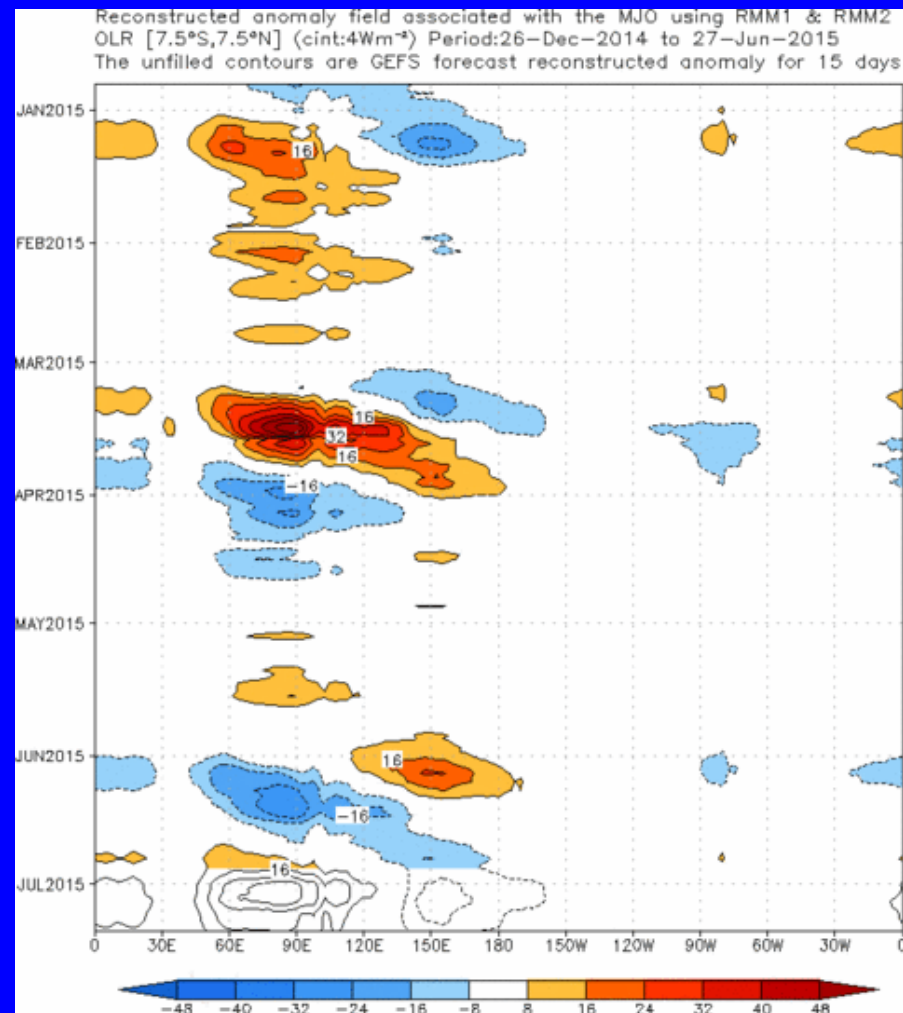 Reconstructed anomaly field associated with the MJO using RMM1 & RMM2
OLR [7.5°S,7.5°N] (cint:4Wm⁻²) Period:26-Dec-2014 to 27-Jun-2015
The unfilled contours are GEFS forecast reconstructed anomaly for 15 days
JAN2015
16
FEB2015
MAR2015
16
32
16
-16
APR2015
MAY2015
JUN2015
16
-16
16
JUL2015
0 30E 60E 90E 120E 150E 180E 150W 120W 90W 60W 30W 0
-48 -40 -32 -24 -16 -8 8 16 24 32 40 48